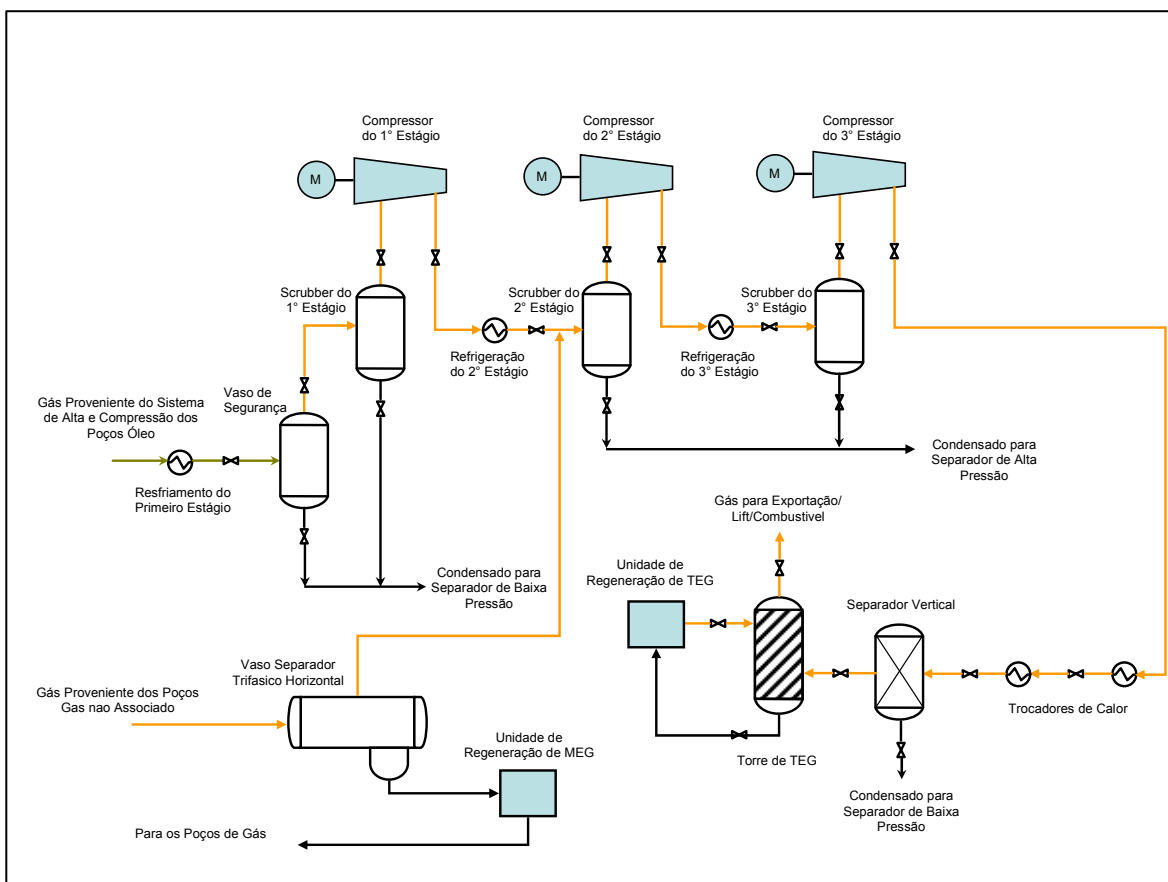 Compressor
do 1° Estágio
Compressor
do 2° Estágio
Compressor
do 3° Estágio
M
M
M
Scrubber do
1° Estágio
Scrubber do
2° Estágio
Scrubber do
3° Estágio
Refrigeração
do 2° Estágio
Refrigeração
do 3° Estágio
Gás Proveniente do Sistema
de Alta e Compressão dos
Poços Óleo
Vaso de
Segurança
Resfriamento do
Primeiro Estágio
Condensado para
Separador de Alta
Pressão
Gás para Exportação/
Lift/Combustivel
Condensado para
Separador de Baixa
Pressão
Unidade de
Regeneração de TEG
Separador Vertical
Vaso Separador
Trifasico Horizontal
Gás Proveniente dos Poços
Gas nao Associado
Trocadores de Calor
Unidade de
Regeneração de MEG
Torre de TEG
Condensado para
Separador de Baixa
Pressão
Para os Poços de Gás